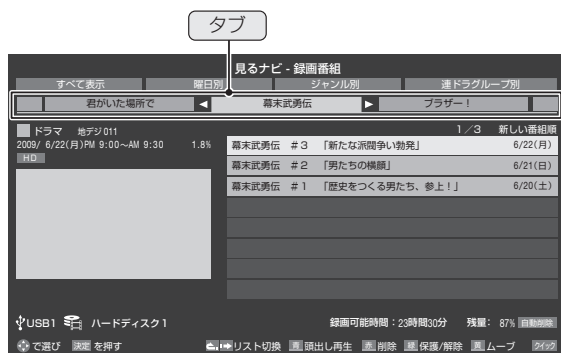 タブ
見るナビ - 録画番組
すべて表示 曜日別 ジャンル別 連ドラグループ別
君がいた場所で ◀ 幕末武勇伝 ▶ ブラザー！
ドラマ 地デジ011 1／3 新しい番組順
2009/ 6/22(月)PM 9:00～AM 9:30 1.8%
HD
幕末武勇伝 ＃3 「新たな派閥争い勃発」 6/22(月)
幕末武勇伝 ＃2 「男たちの横顔」 6/21(日)
幕末武勇伝 ＃1 「歴史をつくる男たち、参上！」 6/20(土)
USB1 ハードディスク1 録画可能時間：23時間30分 残量： 87% 自動削除
で選び 決定 を押す リスト切換 青 頭出し再生 赤 削除 緑 保護/解除 黄 ムーブ クイック